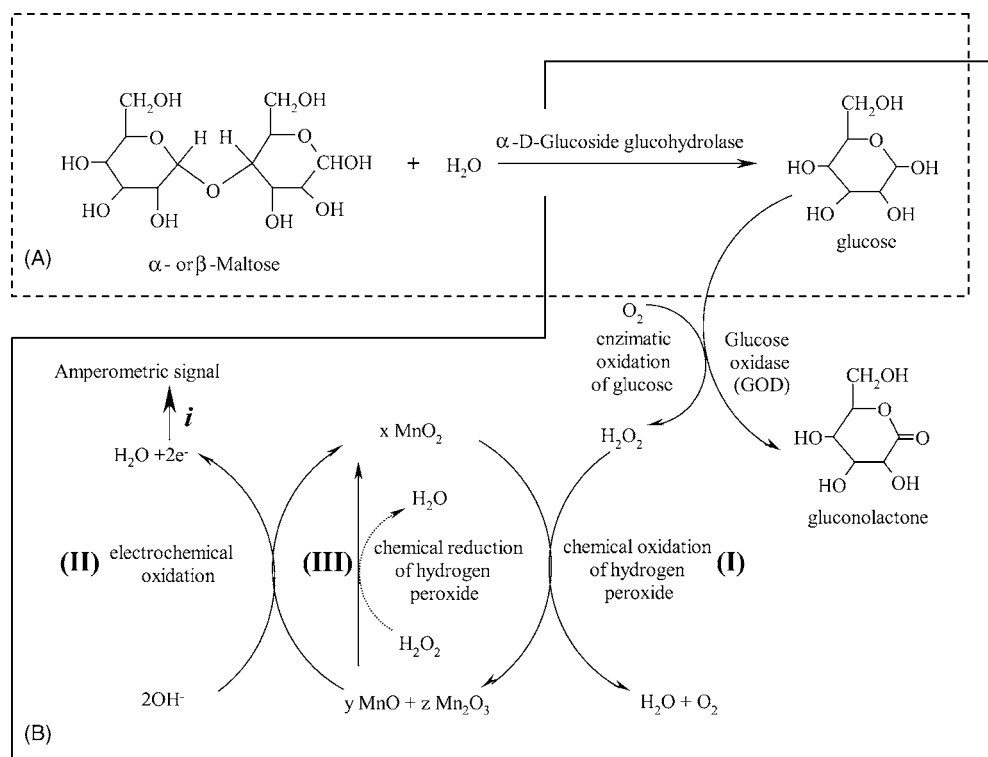 CH₂OH
O
H
H
HO
HO
OH
O
CH₂OH
O
OH
OH
OH
+
H₂O
α-D-Glucoside glucohydrolase
CH₂OH
O
HO
OH
HO
OH
glucose
(A)
α- orβ-Maltose
O₂
enzimatic
oxidation
of glucose
Glucose
oxidase
(GOD)
H₂O₂
CH₂OH
O
O
HO
HO
OH
gluconolactone
Amperometric signal
i
H₂O +2e⁻
x MnO₂
H₂O
(II)
electrochemical
oxidation
(III)
chemical reduction
of hydrogen
peroxide
chemical oxidation
of hydrogen
peroxide
(I)
H₂O₂
2OH⁻
y MnO + z Mn₂O₃
H₂O + O₂
(B)